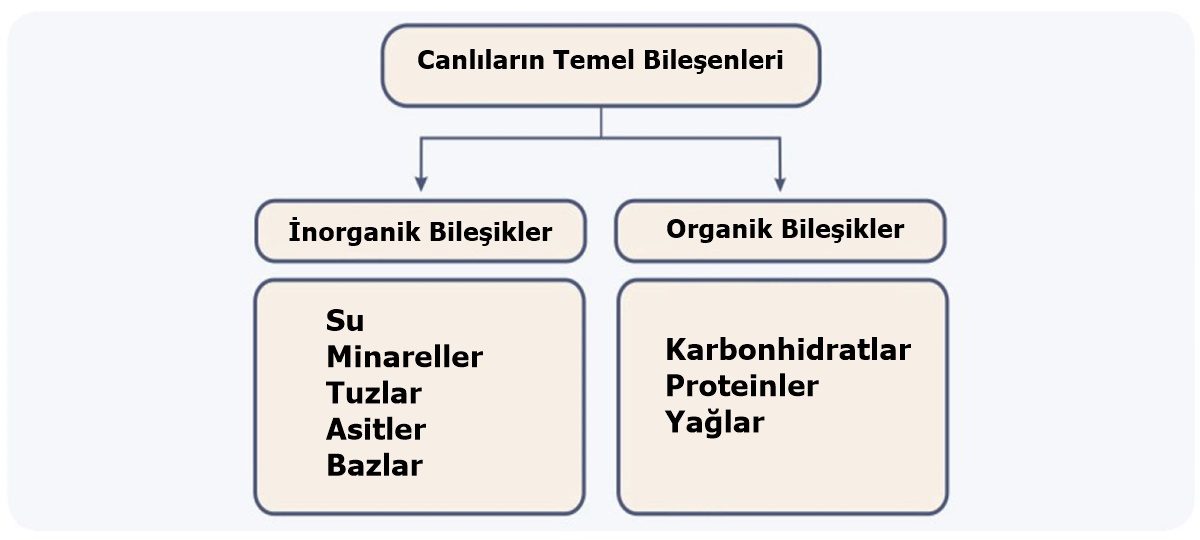 Canlıların Temel Bileşenleri
İnorganik Bileşikler
Su
Minareller
Tuzlar
Asitler
Bazlar
Organik Bileşikler
Karbonhidratlar
Proteinler
Yağlar